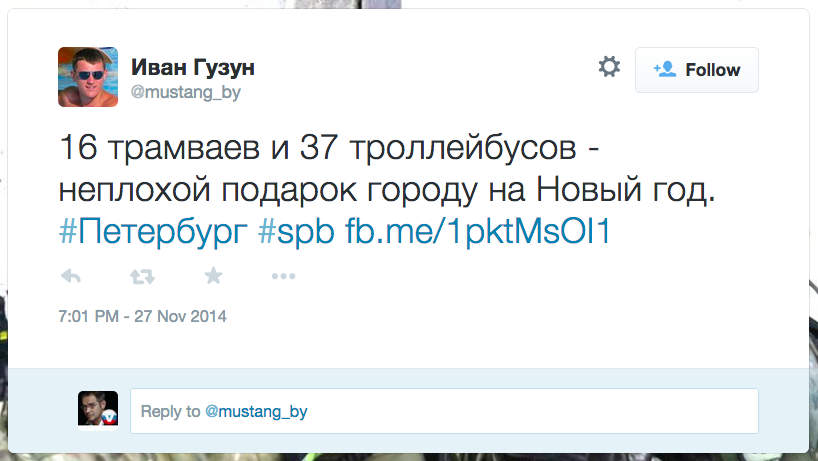 Иван Гузун
@mustang_by
Follow
16 трамваев и 37 троллейбусов -
неплохой подарок городу на Новый год.
#Петербург #spb fb.me/1pktMsOI1
7:01 PM - 27 Nov 2014
Reply to @mustang_by